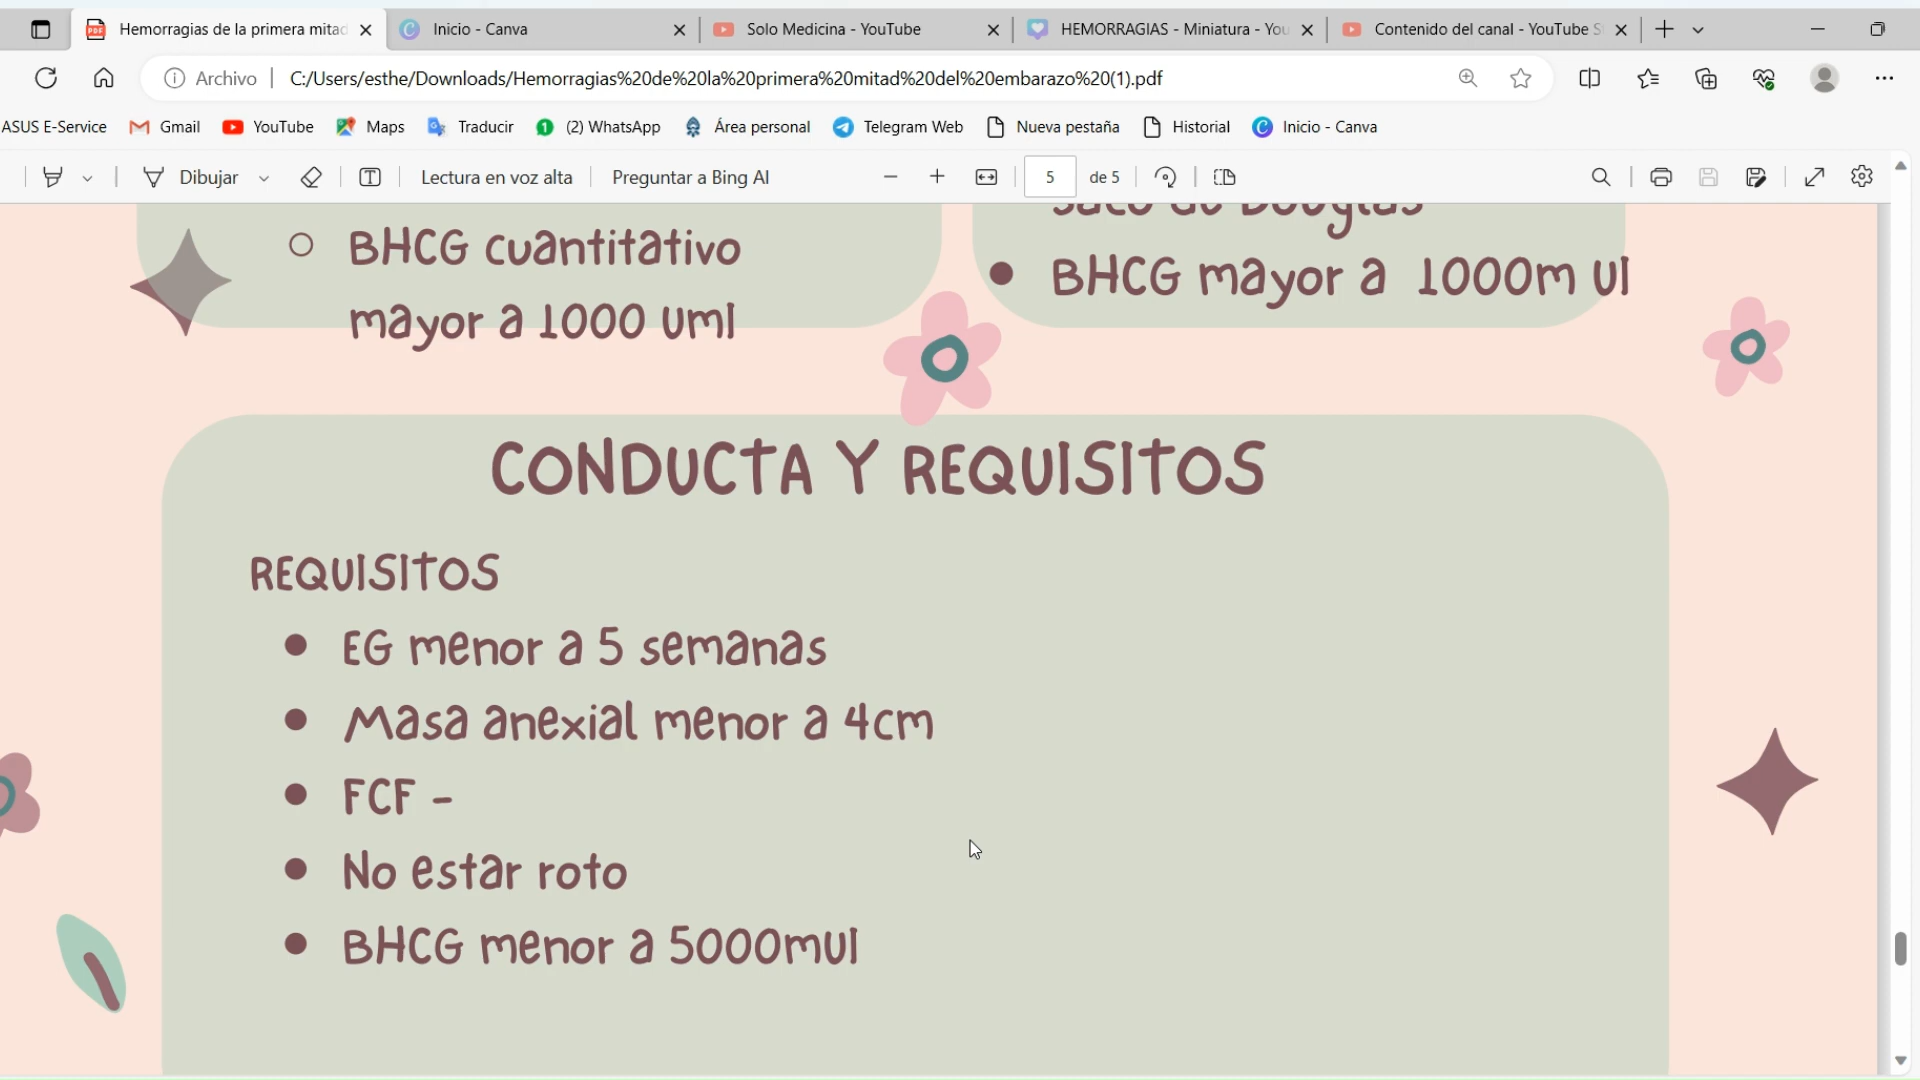 Hemorragias de la primera mitad
Inicio - Canva
Solo Medicina - YouTube
HEMORRAGIAS - Miniatura - You
Contenido del canal - YouTube S
Archivo
C:/Users/esthe/Downloads/Hemorragias%20de%20la%20primera%20mitad%20del%20embarazo%20(1).pdf
ASUS E-Service
Gmail
YouTube
Maps
Traducir
(2) WhatsApp
Área personal
Telegram Web
Nueva pestaña
Historial
Inicio - Canva
Dibujar
Lectura en voz alta
Preguntar a Bing AI
5
de 5
BHCG cuantitativo
mayor a 1000 UmI
saco de Douglas
BHCG mayor a 1000m UI
CONDUCTA Y REQUISITOS
REQUISITOS
EG menor a 5 semanas
Masa anexial menor a 4cm
FCF -
No estar roto
BHCG menor a 5000mUI